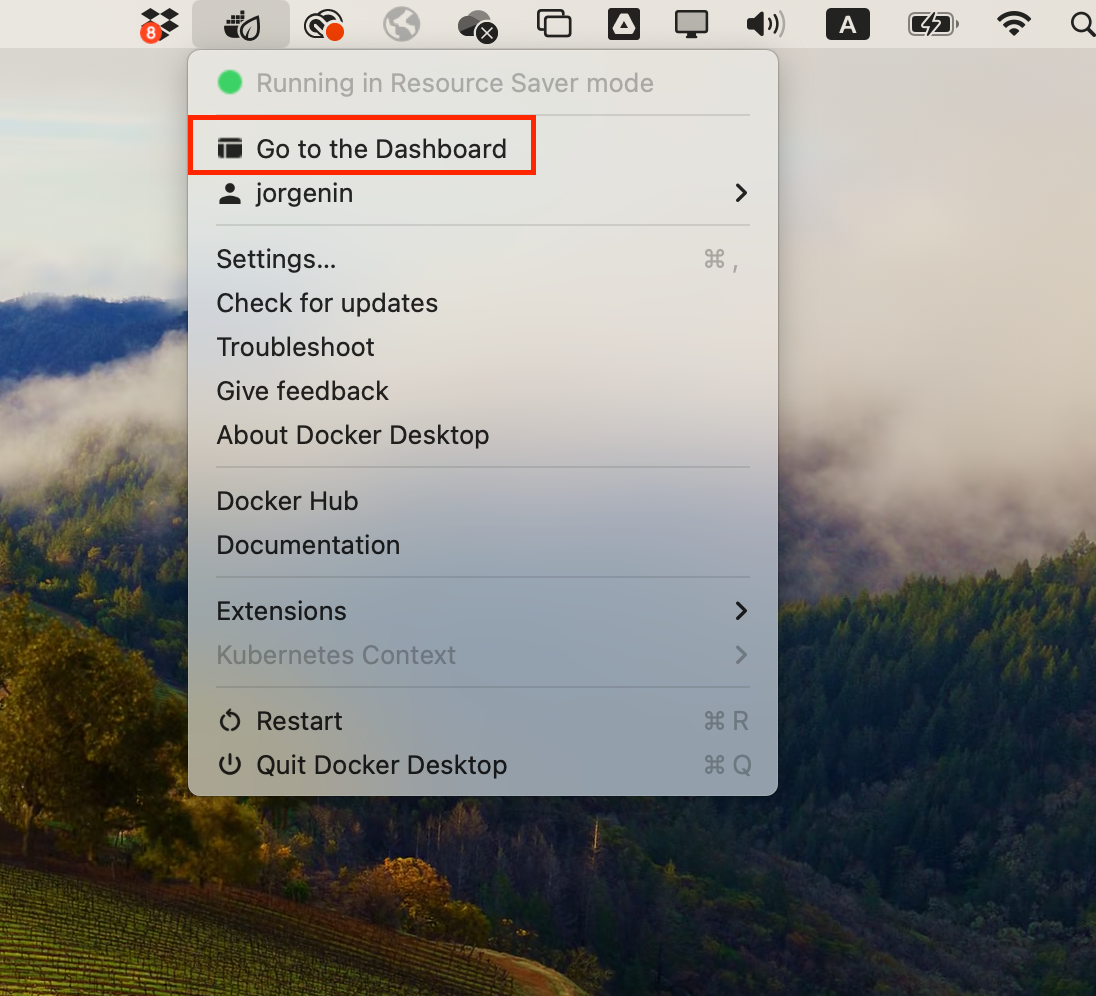 8
A
Running in Resource Saver mode
Go to the Dashboard
jorgenin
Settings... ⌘ ,
Check for updates
Troubleshoot
Give feedback
About Docker Desktop
Docker Hub
Documentation
Extensions
Kubernetes Context
Restart ⌘ R
Quit Docker Desktop ⌘ Q